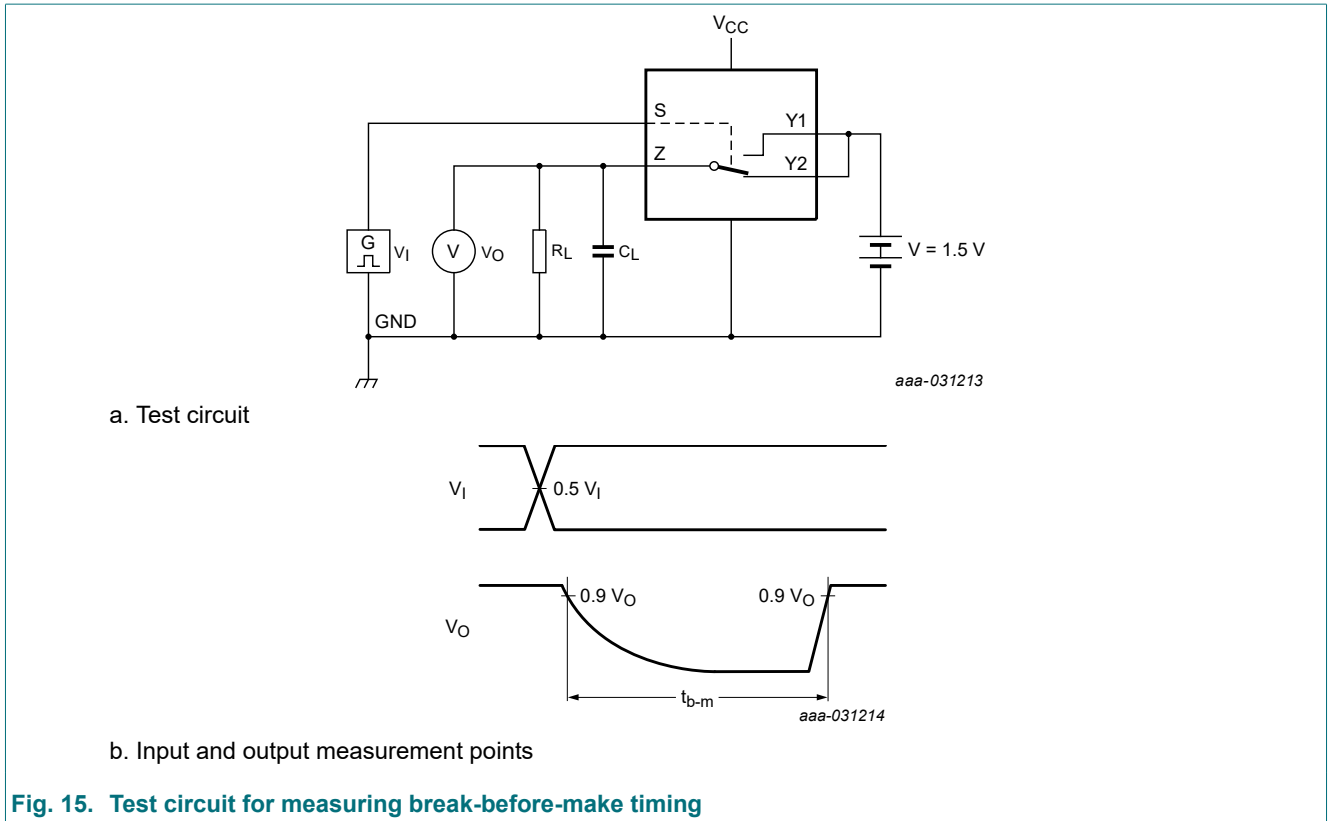 VCC
S
Y1
Z
Y2
G
VI
V
VO
RL
CL
V = 1.5 V
GND
aaa-031213
a. Test circuit
VI
0.5 VI
0.9 VO
0.9 VO
VO
tb-m
aaa-031214
b. Input and output measurement points
Fig. 15. Test circuit for measuring break-before-make timing